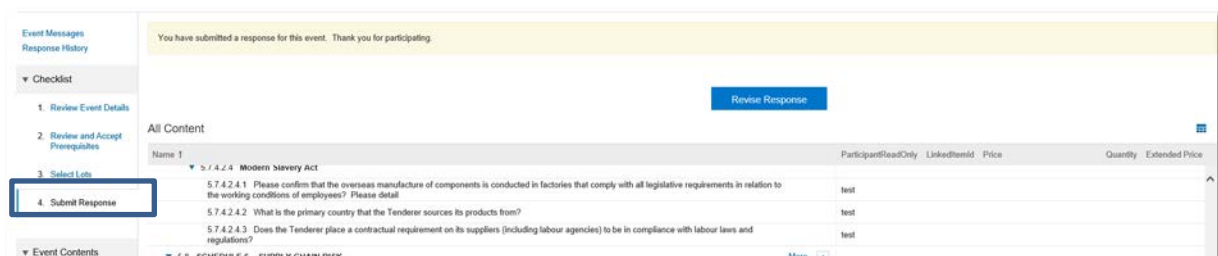 Event Messages
Response History
You have submitted a response for this event. Thank you for participating.
▼ Checklist
1. Review Event Details
2. Review and Accept
Prerequisites
3. Select Lots
4. Submit Response
▼ Event Contents
Revise Response
All Content
Name ↑ ParticipantReadOnly LinkedItemId Price Quantity Extended Price
▼ 5.7.4.2.4 Modern Slavery Act
5.7.4.2.4.1 Please confirm that the overseas manufacture of components is conducted in factories that comply with all legislative requirements in relation to
the working conditions of employees? Please detail
test
5.7.4.2.4.2 What is the primary country that the Tenderer sources its products from?
test
5.7.4.2.4.3 Does the Tenderer place a contractual requirement on its suppliers (including labour agencies) to be in compliance with labour laws and
regulations?
test
▼ 5.8 SCHEDULE 6 - SUPPLY CHAIN RISK
More